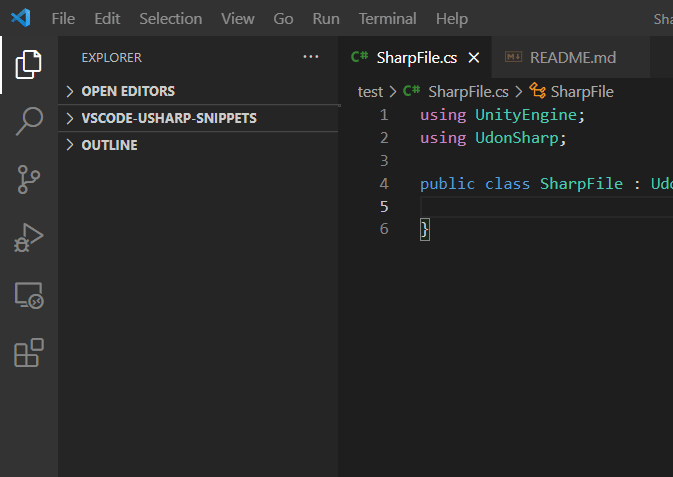 File Edit Selection View Go Run Terminal Help Sha
EXPLORER ···
OPEN EDITORS
VSCODE-USHARP-SNIPPETS
OUTLINE
C# SharpFile.cs README.md
test > C# SharpFile.cs > SharpFile
1 using UnityEngine;
2 using UdonSharp;
3
4 public class SharpFile : Udo
5
6 }